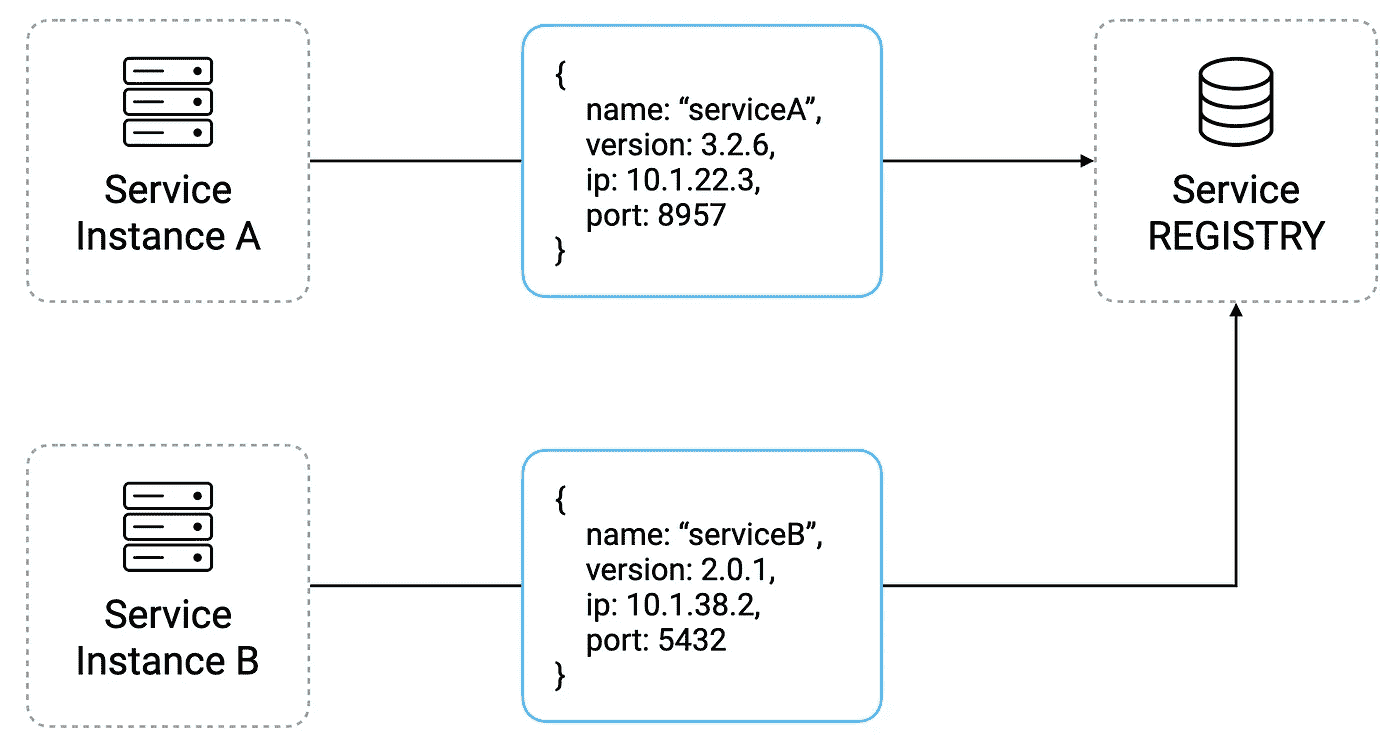 Service
Instance A
{
name: “serviceA”,
version: 3.2.6,
ip: 10.1.22.3,
port: 8957
}
Service
REGISTRY
Service
Instance B
{
name: “serviceB”,
version: 2.0.1,
ip: 10.1.38.2,
port: 5432
}